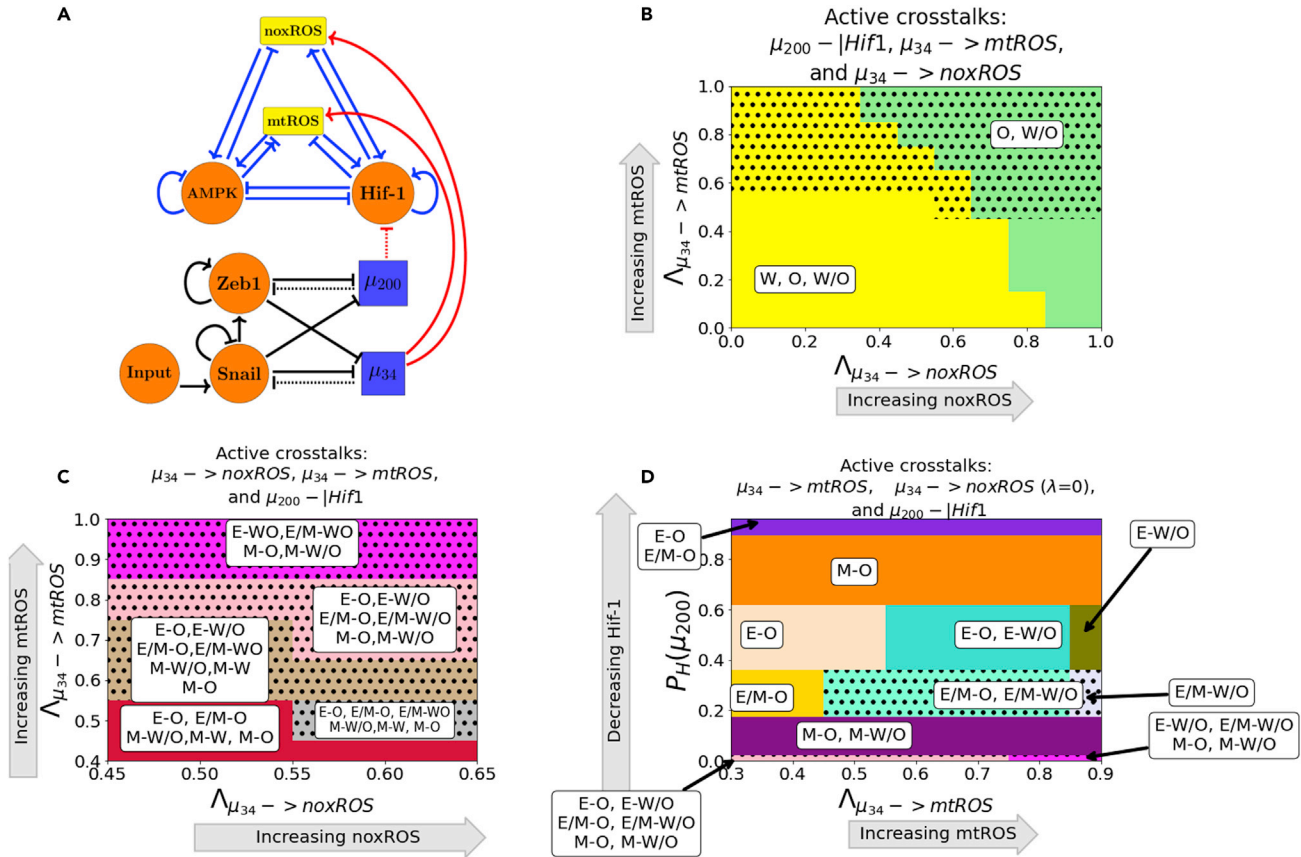 A
noxROS
mtROS
AMPK
Hif-1
Zeb1
μ200
Input
Snail
μ34
B
Active crosstalks:
μ200 − |Hif1, μ34 − > mtROS,
and μ34 − > noxROS
Increasing mtROS
Λμ34 − > mtROS
1.0
0.8
0.6
0.4
0.2
0.0
O, W/O
W, O, W/O
0.0 0.2 0.4 0.6 0.8 1.0
Λμ34 − > noxROS
Increasing noxROS
C
Active crosstalks:
μ34 − > noxROS, μ34 − > mtROS,
and μ200 − |Hif1
Increasing mtROS
Λμ34 − > mtROS
1.0
0.9
0.8
0.7
0.6
0.5
0.4
E-WO,E/M-WO
M-O,M-W/O
E-O,E-W/O
E/M-O,E/M-W/O
M-O,M-W/O
E-O,E-W/O
E/M-O,E/M-WO
M-W/O,M-W
M-O
E-O, E/M-O
M-W/O,M-W, M-O
E-O, E/M-O, E/M-WO
M-W/O,M-W, M-O
0.45 0.50 0.55 0.60 0.65
Λμ34 − > noxROS
Increasing noxROS
D
Active crosstalks:
μ34 − > mtROS, μ34 − > noxROS (λ=0),
and μ200 − |Hif1
Decreasing Hif-1
PH(μ200)
1.0
0.8
0.6
0.4
0.2
0.0
E-O
E/M-O
M-O
E-W/O
E-O
E-O, E-W/O
E/M-O
E/M-O, E/M-W/O
E/M-W/O
M-O, M-W/O
E-W/O, E/M-W/O
M-O, M-W/O
E-O, E-W/O
E/M-O, E/M-W/O
M-O, M-W/O
0.3 0.4 0.5 0.6 0.7 0.8 0.9
Λμ34 − > mtROS
Increasing mtROS